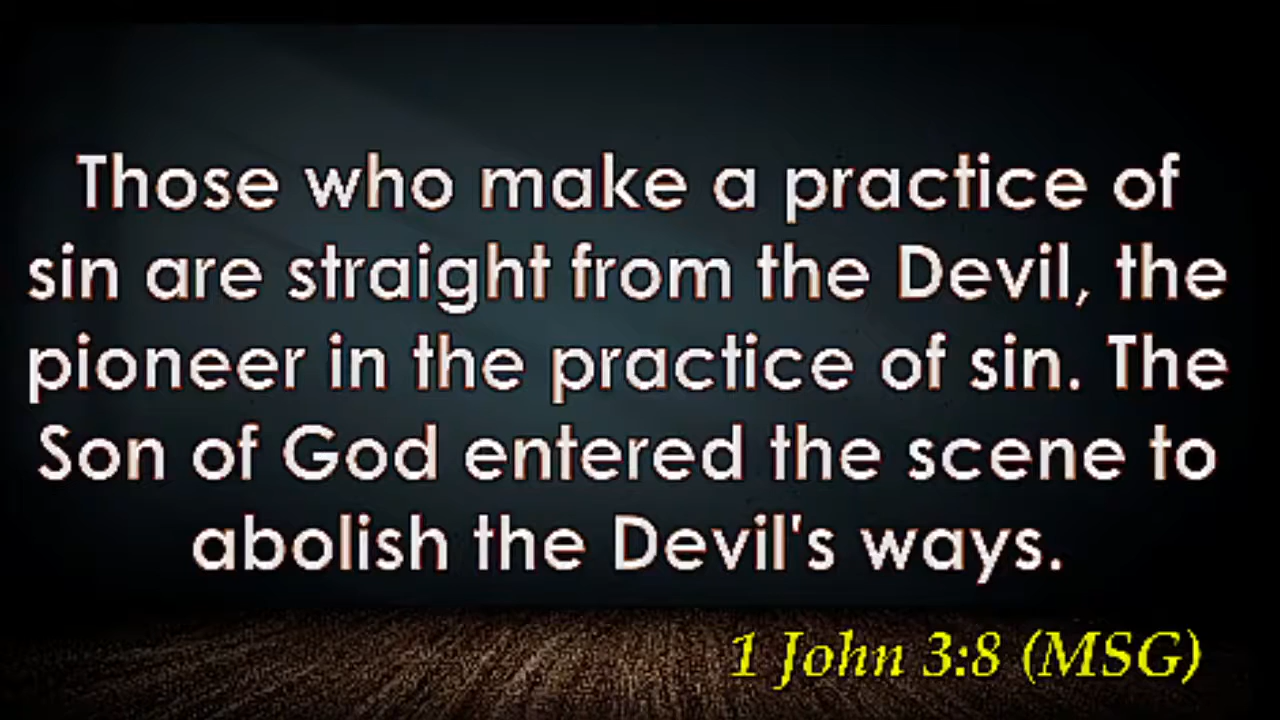 Those who make a practice of
sin are straight from the Devil, the
pioneer in the practice of sin. The
Son of God entered the scene to
abolish the Devil's ways.
1 John 3:8 (MSG)